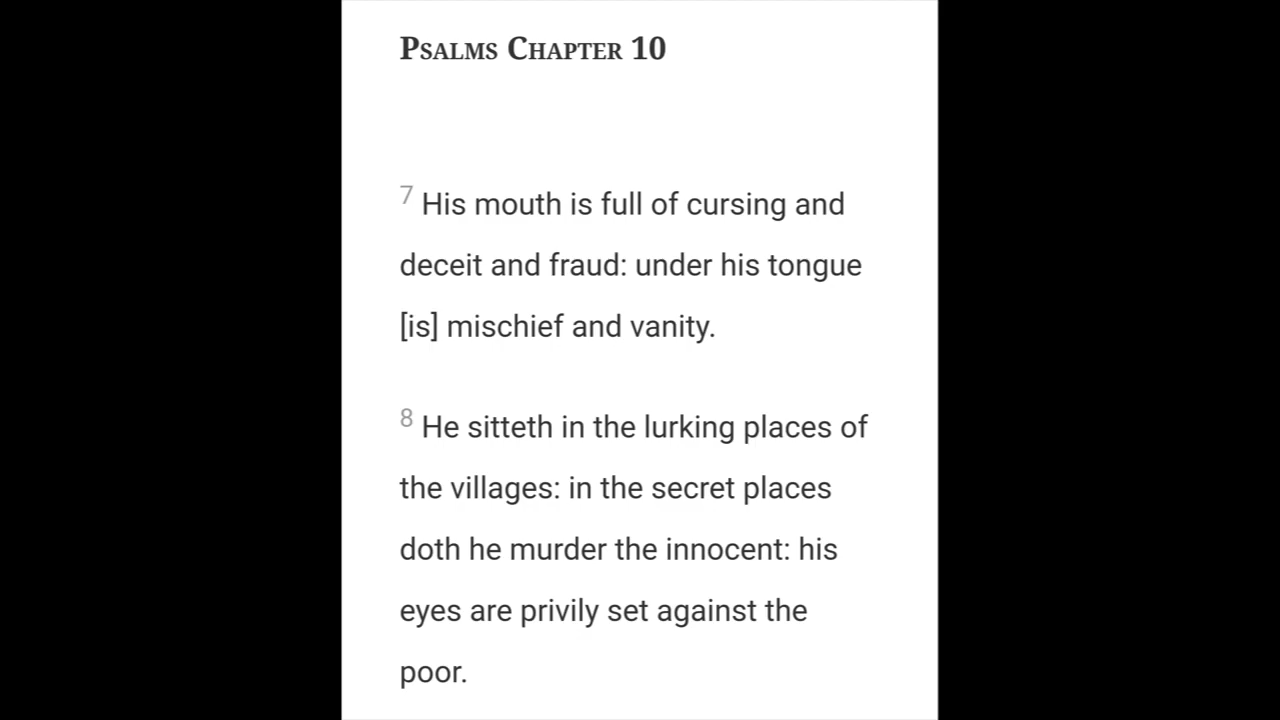 Psalms Chapter 10
7 His mouth is full of cursing and
deceit and fraud: under his tongue
[is] mischief and vanity.
8 He sitteth in the lurking places of
the villages: in the secret places
doth he murder the innocent: his
eyes are privily set against the
poor.